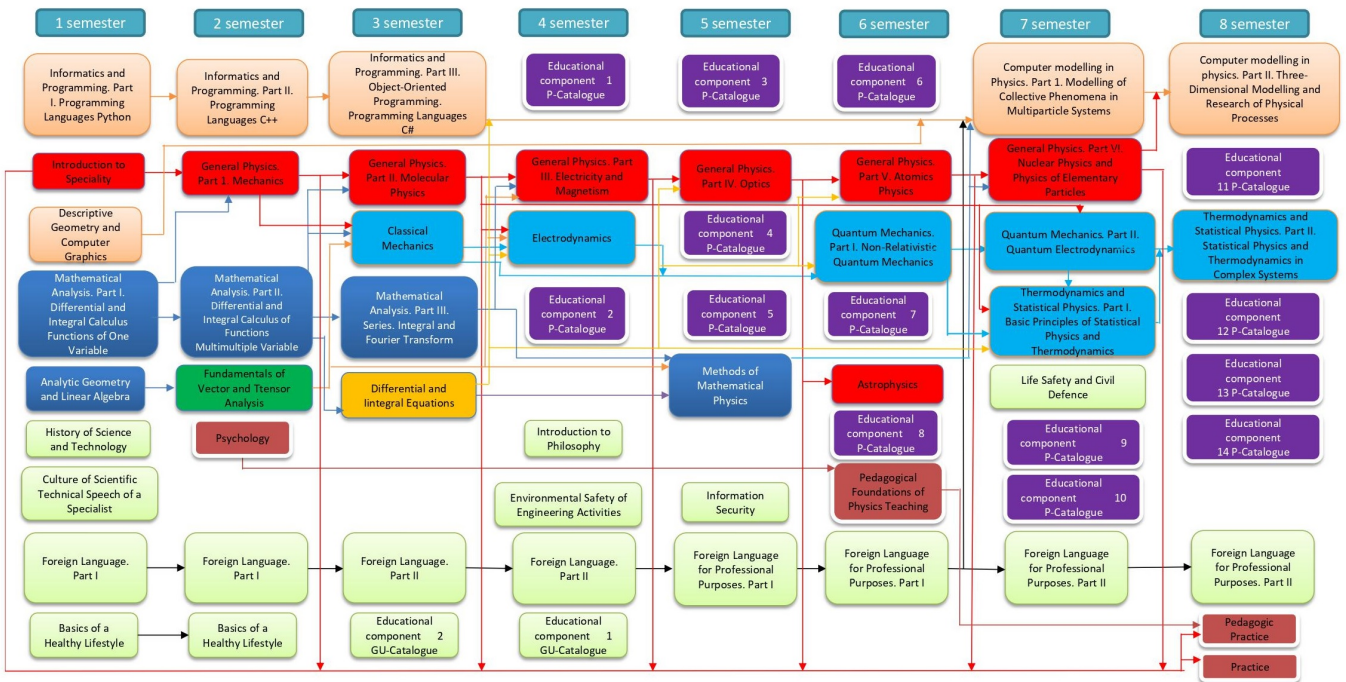 1 semester
2 semester
3 semester
4 semester
5 semester
6 semester
7 semester
8 semester
Informatics and
Programming. Part
I. Programming
Languages Python
Informatics and
Programming. Part II.
Programming
Languages C++
Informatics and
Programming. Part III.
Object-Oriented
Programming.
Programming Languages
C#
Educational
component 1
P-Catalogue
Educational
component 3
P-Catalogue
Educational
component 6
P-Catalogue
Computer modelling in
Physics. Part 1. Modelling of
Collective Phenomena in
Multiparticle Systems
Computer modelling in
physics. Part II. Three-
Dimensional Modelling and
Research of Physical
Processes
Introduction to
Speciality
General Physics.
Part 1. Mechanics
General Physics.
Part II. Molecular
Physics
General Physics. Part
III. Electricity and
Magnetism
General Physics.
Part IV. Optics
General Physics.
Part V. Atomics
Physics
General Physics. Part VI.
Nuclear Physics and
Physics of Elementary
Particles
Educational
component
11 P-Catalogue
Descriptive
Geometry and
Computer
Graphics
Classical
Mechanics
Electrodynamics
Educational
component 4
P-Catalogue
Quantum Mechanics.
Part I. Non-Relativistic
Quantum Mechanics
Quantum Mechanics. Part II.
Quantum Electrodynamics
Thermodynamics and
Statistical Physics. Part II.
Statistical Physics and
Thermodynamics in
Complex Systems
Mathematical
Analysis. Part I.
Differential and
Integral Calculus
Functions of One
Variable
Mathematical
Analysis. Part II.
Differential and
Integral Calculus of
Functions
Multimultiple Variable
Mathematical
Analysis. Part III.
Series. Integral and
Fourier Transform
Educational
component 2
P-Catalogue
Educational
component 5
P-Catalogue
Educational
component 7
P-Catalogue
Thermodynamics and
Statistical Physics. Part I.
Basic Principles of Statistical
Physics and
Thermodynamics
Educational
component
12 P-Catalogue
Analytic Geometry
and Linear Algebra
Fundamentals of
Vector and Ttensor
Analysis
Differential and
Iintegral Equations
Methods of
Mathematical
Physics
Astrophysics
Life Safety and Civil
Defence
Educational
component
13 P-Catalogue
History of Science
and Technology
Psychology
Introduction to
Philosophy
Educational
component 8
P-Catalogue
Educational
component 9
P-Catalogue
Educational
component
14 P-Catalogue
Culture of Scientific
Technical Speech of a
Specialist
Environmental Safety of
Engineering Activities
Information
Security
Pedagogical
Foundations of
Physics Teaching
Educational
component 10
P-Catalogue
Foreign Language.
Part I
Foreign Language.
Part I
Foreign Language.
Part II
Foreign Language.
Part II
Foreign Language
for Professional
Purposes. Part I
Foreign Language
for Professional
Purposes. Part I
Foreign Language
for Professional
Purposes. Part II
Foreign Language
for Professional
Purposes. Part II
Basics of a
Healthy Lifestyle
Basics of a
Healthy Lifestyle
Educational
component 2
GU-Catalogue
Educational
component 1
GU-Catalogue
Pedagogic
Practice
Practice